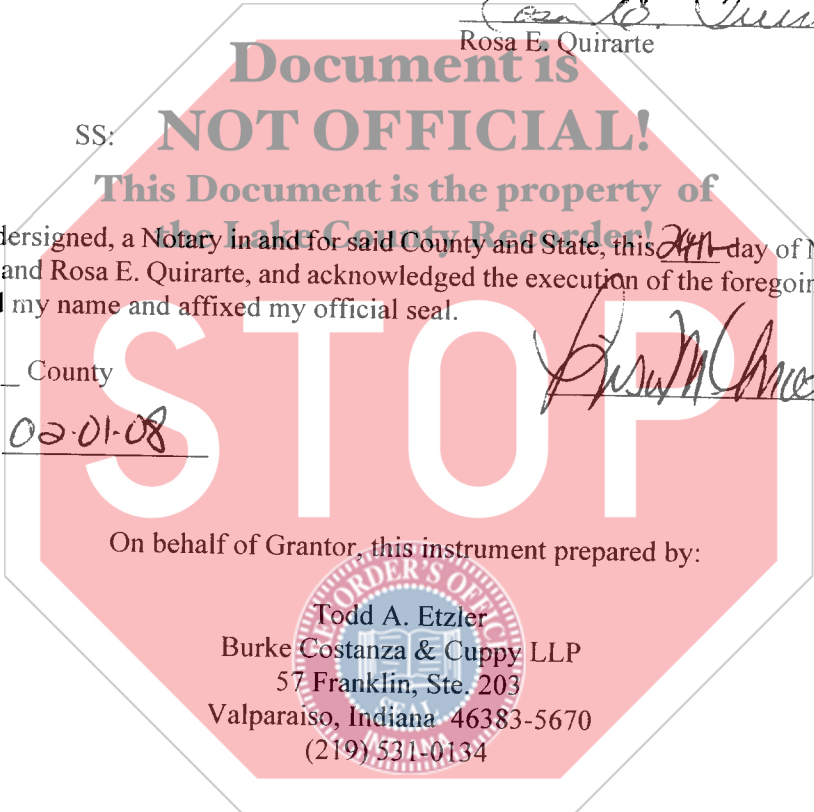 Rosa E. Quirarte
Document is
NOT OFFICIAL!
SS:
This Document is the property of
the Lake County Recorder!
dersigned, a Notary in and for said County and State, this 24th day of N
and Rosa E. Quirarte, and acknowledged the execution of the foregoin
my name and affixed my official seal.
County
02-01-08
STOP
On behalf of Grantor, this instrument prepared by:
Todd A. Etzler
Burke Costanza & Cuppy LLP
57 Franklin, Ste. 203
Valparaiso, Indiana 46383-5670
(219) 531-0134
SEAL
INDIANA